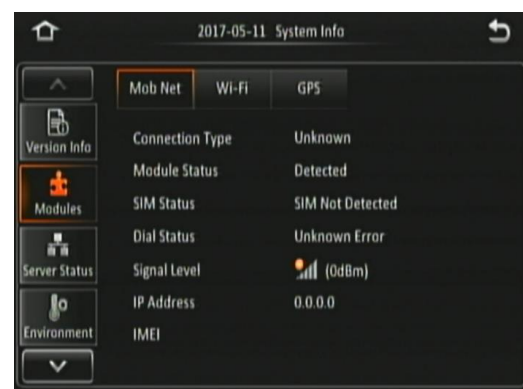 2017-05-11 System Info
Mob Net Wi-Fi GPS
Version Info
Modules
Server Status
Environment
Connection Type Unknown
Module Status Detected
SIM Status SIM Not Detected
Dial Status Unknown Error
Signal Level (0dBm)
IP Address 0.0.0.0
IMEI